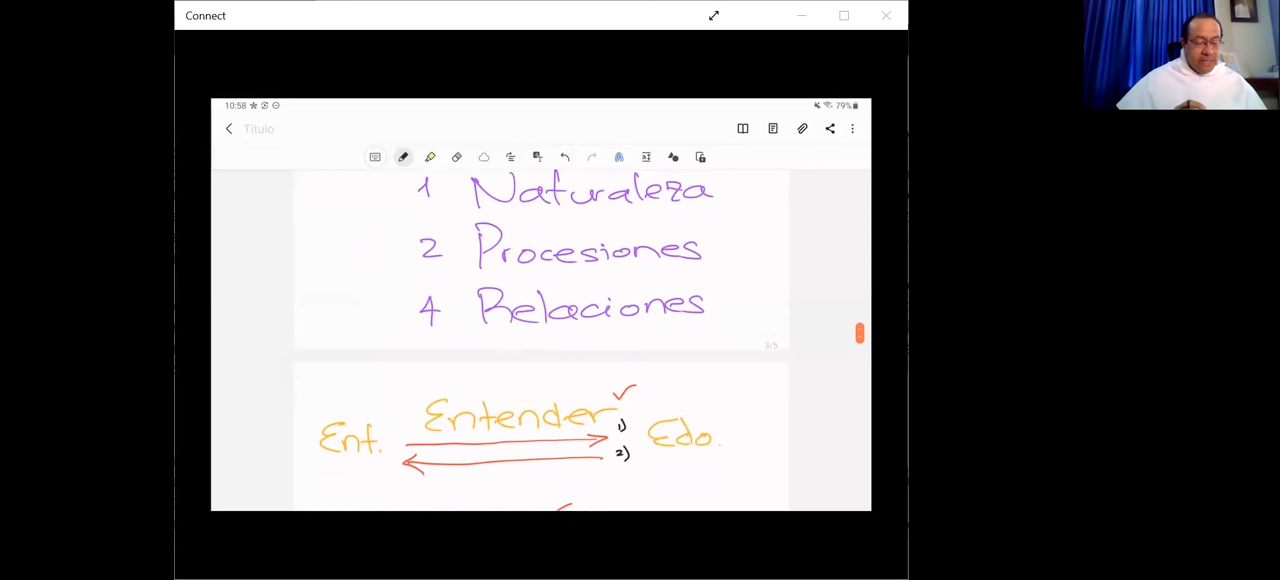 Connect
10:58
79%
Título
1 Naturaleza
2 Procesiones
4 Relaciones
3/5
Entender
1)
Ent.
Edo.
2)